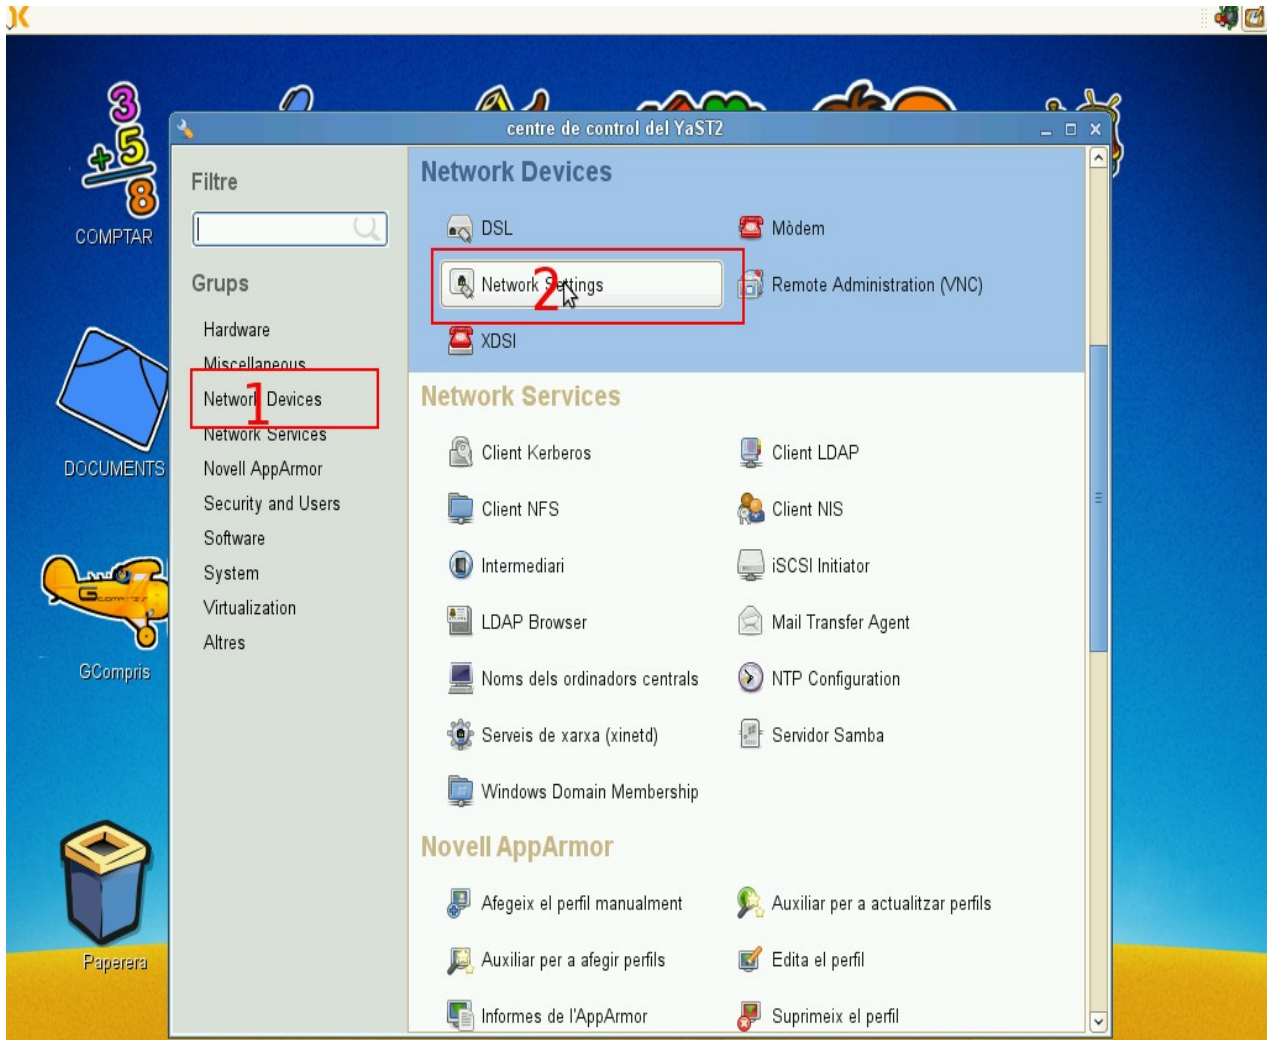 centre de control del YaST2
3
+5
8
COMPTAR
DOCUMENTS
GCompris
GCompris
Paperera
Filtre
Grups
Hardware
Miscellaneous
Network Devices
1
Network Services
Novell AppArmor
Security and Users
Software
System
Virtualization
Altres
Network Devices
DSL
Mòdem
Network Settings
2
Remote Administration (VNC)
XDSI
Network Services
Client Kerberos
Client LDAP
Client NFS
Client NIS
Intermediari
iSCSI Initiator
LDAP Browser
Mail Transfer Agent
Noms dels ordinadors centrals
NTP Configuration
Serveis de xarxa (xinetd)
Servidor Samba
Windows Domain Membership
Novell AppArmor
Afegeix el perfil manualment
Auxiliar per a actualitzar perfils
Auxiliar per a afegir perfils
Edita el perfil
Informes de l'AppArmor
Suprimeix el perfil